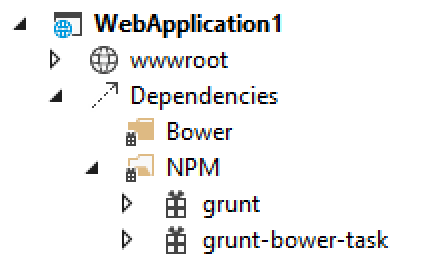 WebApplication1
wwwroot
Dependencies
Bower
NPM
grunt
grunt-bower-task